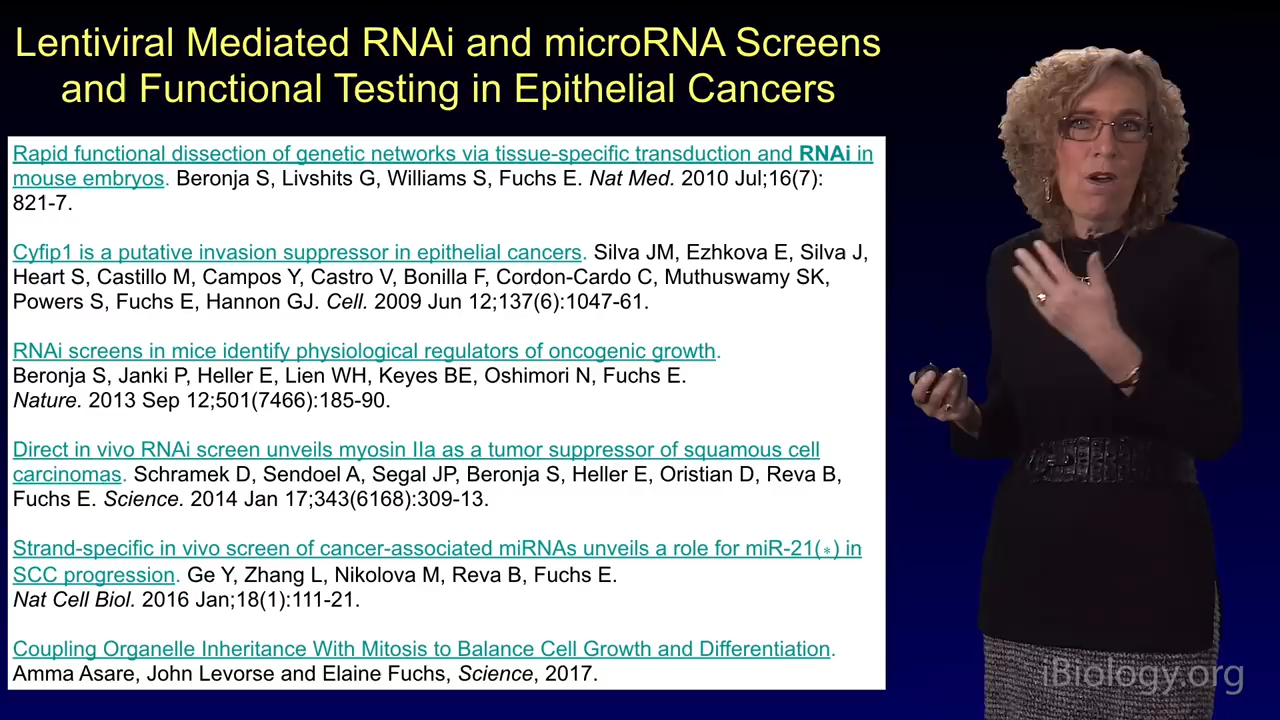 Lentiviral Mediated RNAi and microRNA Screens
and Functional Testing in Epithelial Cancers
Rapid functional dissection of genetic networks via tissue-specific transduction and RNAi in
mouse embryos. Beronja S, Livshits G, Williams S, Fuchs E. Nat Med. 2010 Jul;16(7):
821-7.
Cyfip1 is a putative invasion suppressor in epithelial cancers. Silva JM, Ezhkova E, Silva J,
Heart S, Castillo M, Campos Y, Castro V, Bonilla F, Cordon-Cardo C, Muthuswamy SK,
Powers S, Fuchs E, Hannon GJ. Cell. 2009 Jun 12;137(6):1047-61.
RNAi screens in mice identify physiological regulators of oncogenic growth.
Beronja S, Janki P, Heller E, Lien WH, Keyes BE, Oshimori N, Fuchs E.
Nature. 2013 Sep 12;501(7466):185-90.
Direct in vivo RNAi screen unveils myosin IIa as a tumor suppressor of squamous cell
carcinomas. Schramek D, Sendoel A, Segal JP, Beronja S, Heller E, Oristian D, Reva B,
Fuchs E. Science. 2014 Jan 17;343(6168):309-13.
Strand-specific in vivo screen of cancer-associated miRNAs unveils a role for miR-21(*) in
SCC progression. Ge Y, Zhang L, Nikolova M, Reva B, Fuchs E.
Nat Cell Biol. 2016 Jan;18(1):111-21.
Coupling Organelle Inheritance With Mitosis to Balance Cell Growth and Differentiation.
Amma Asare, John Levorse and Elaine Fuchs, Science, 2017.
iBiology.org